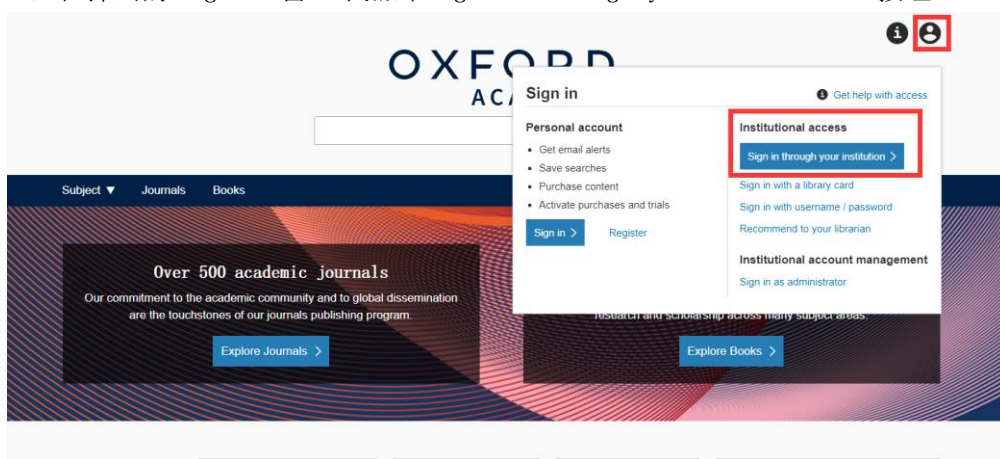 OXFORD
Sign in
Get help with access
Personal account
Get email alerts
Save searches
Purchase content
Activate purchases and trials
Sign in >
Register
Institutional access
Sign in through your institution >
Sign in with a library card
Sign in with username / password
Recommend to your librarian
Institutional account management
Sign in as administrator
Subject ▼ Journals Books
Over 500 academic journals
Our commitment to the academic community and to global dissemination
are the touchstones of our journals publishing program.
Explore Journals >
research and scholarship across many subject areas.
Explore Books >